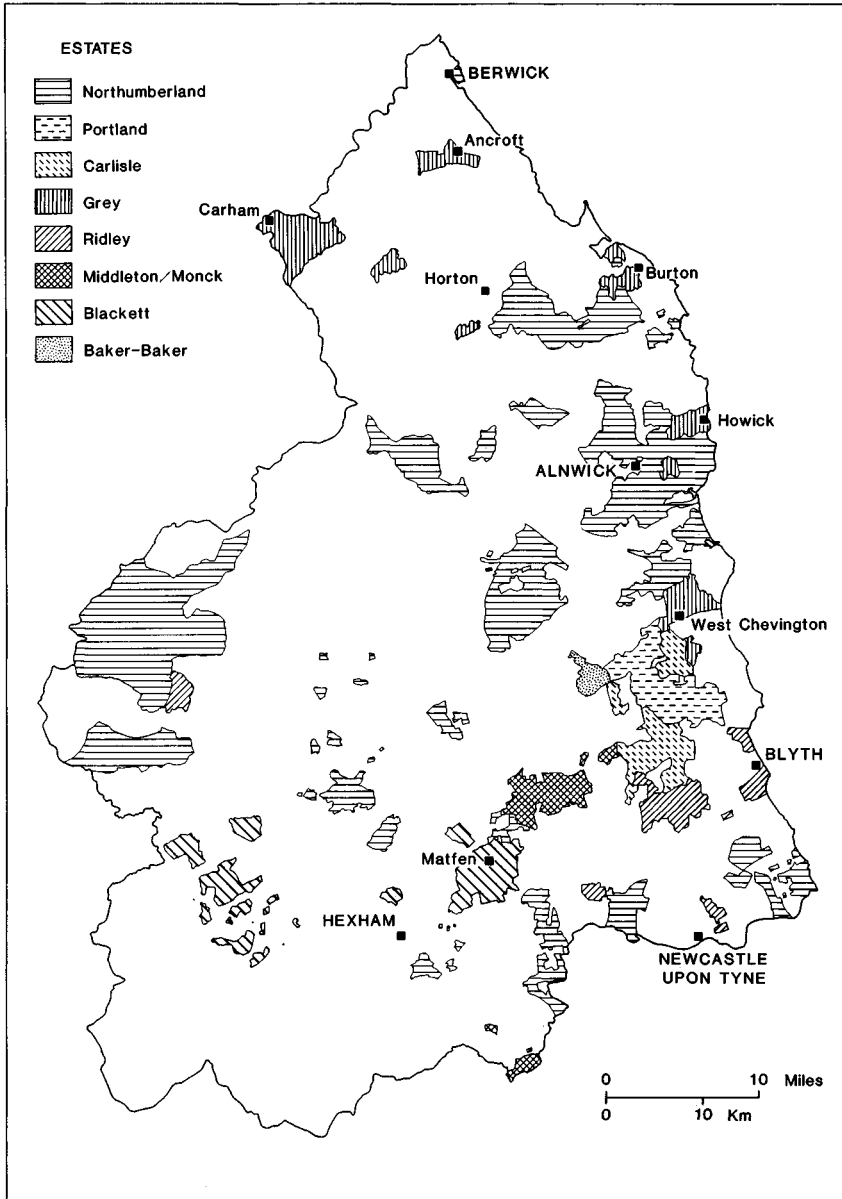 ESTATES
Northumberland
Portland
Carlisle
Grey
Ridley
Middleton/Monck
Blackett
Baker-Baker
BERWICK
Ancroft
Carham
Horton
Burton
Howick
ALNWICK
West Chevington
BLYTH
Matfen
HEXHAM
NEWCASTLE
UPON TYNE
0 10 Miles
0 10 Km